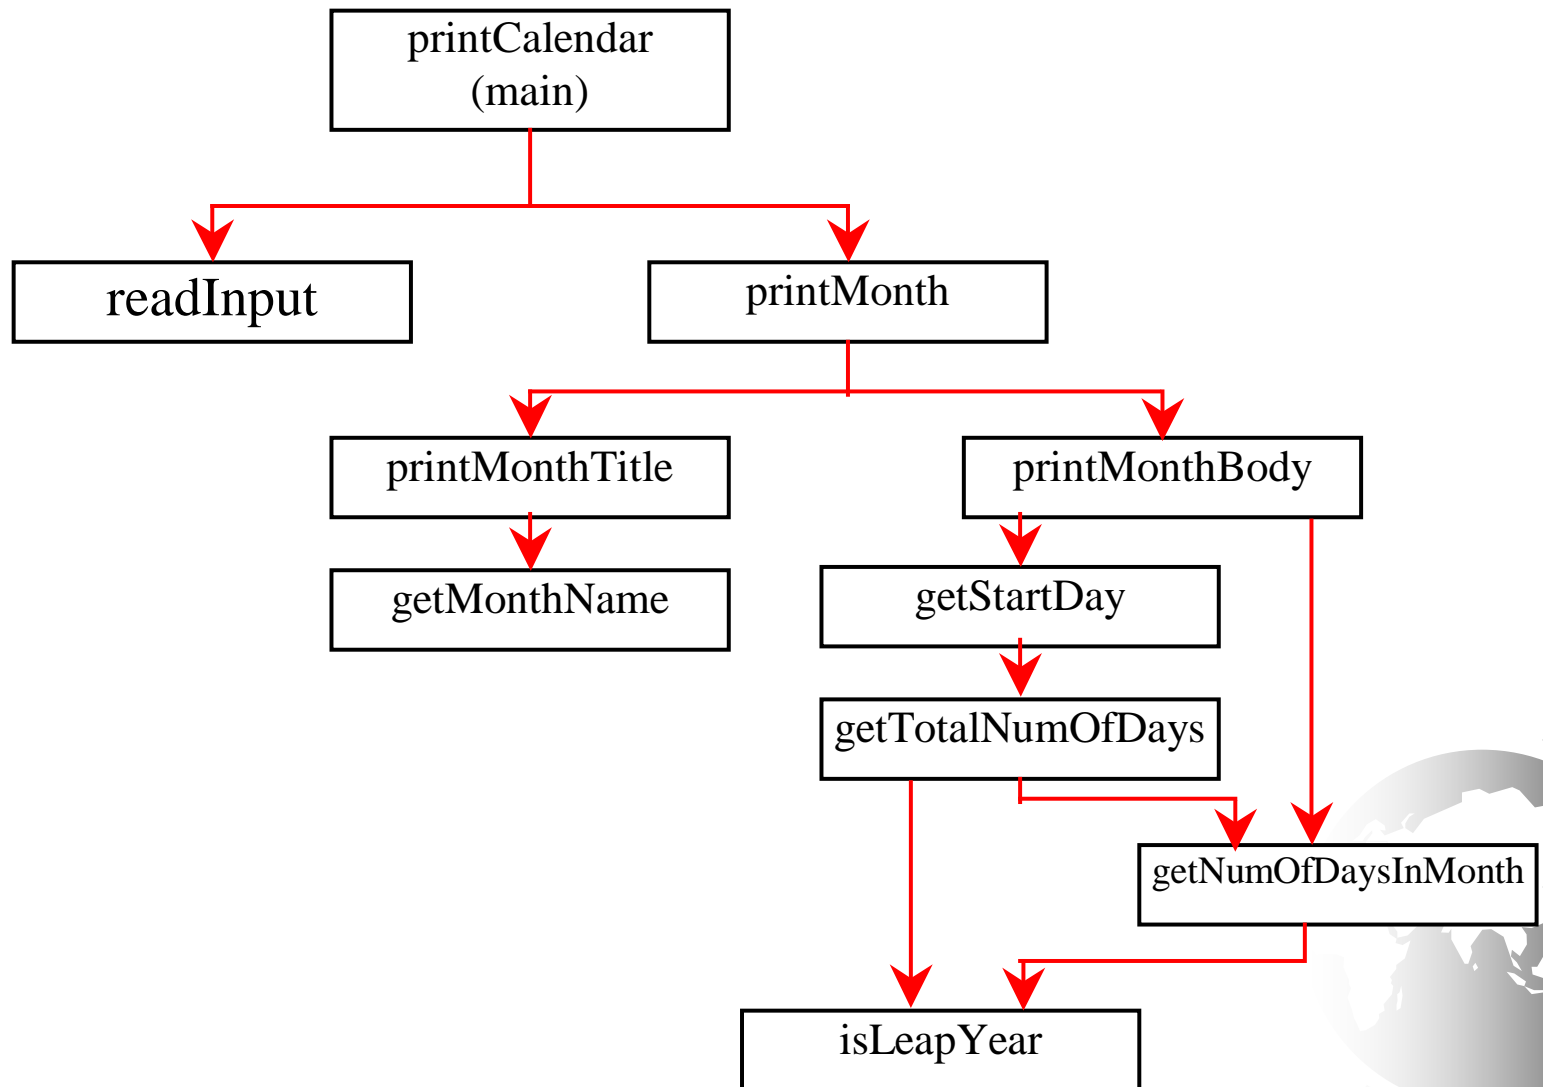 printCalendar
(main)
readInput
printMonth
printMonthTitle
printMonthBody
getMonthName
getStartDay
getTotalNumOfDays
getNumOfDaysInMonth
isLeapYear